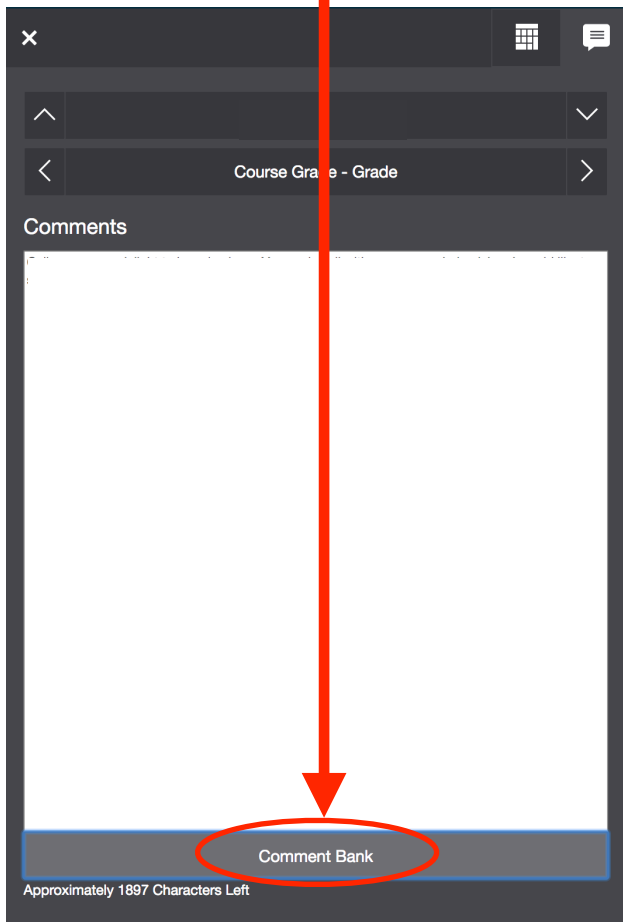 Course Grade - Grade
Comments
Comment Bank
Approximately 1897 Characters Left